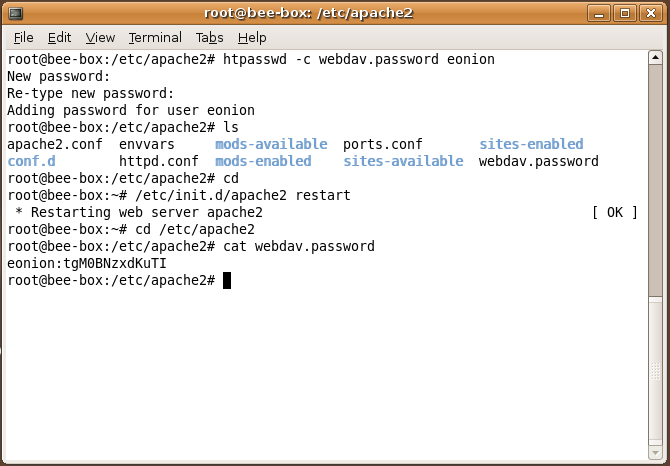 root@bee-box: /etc/apache2
File Edit View Terminal Tabs Help
root@bee-box:/etc/apache2# htpasswd -c webdav.password eonion
New password:
Re-type new password:
Adding password for user eonion
root@bee-box:/etc/apache2# ls
apache2.conf envvars mods-available ports.conf sites-enabled
conf.d httpd.conf mods-enabled sites-available webdav.password
root@bee-box:/etc/apache2# cd
root@bee-box:~# /etc/init.d/apache2 restart
* Restarting web server apache2 [ OK ]
root@bee-box:~# cd /etc/apache2
root@bee-box:/etc/apache2# cat webdav.password
eonion:tgM0BNzxdKuTI
root@bee-box:/etc/apache2#